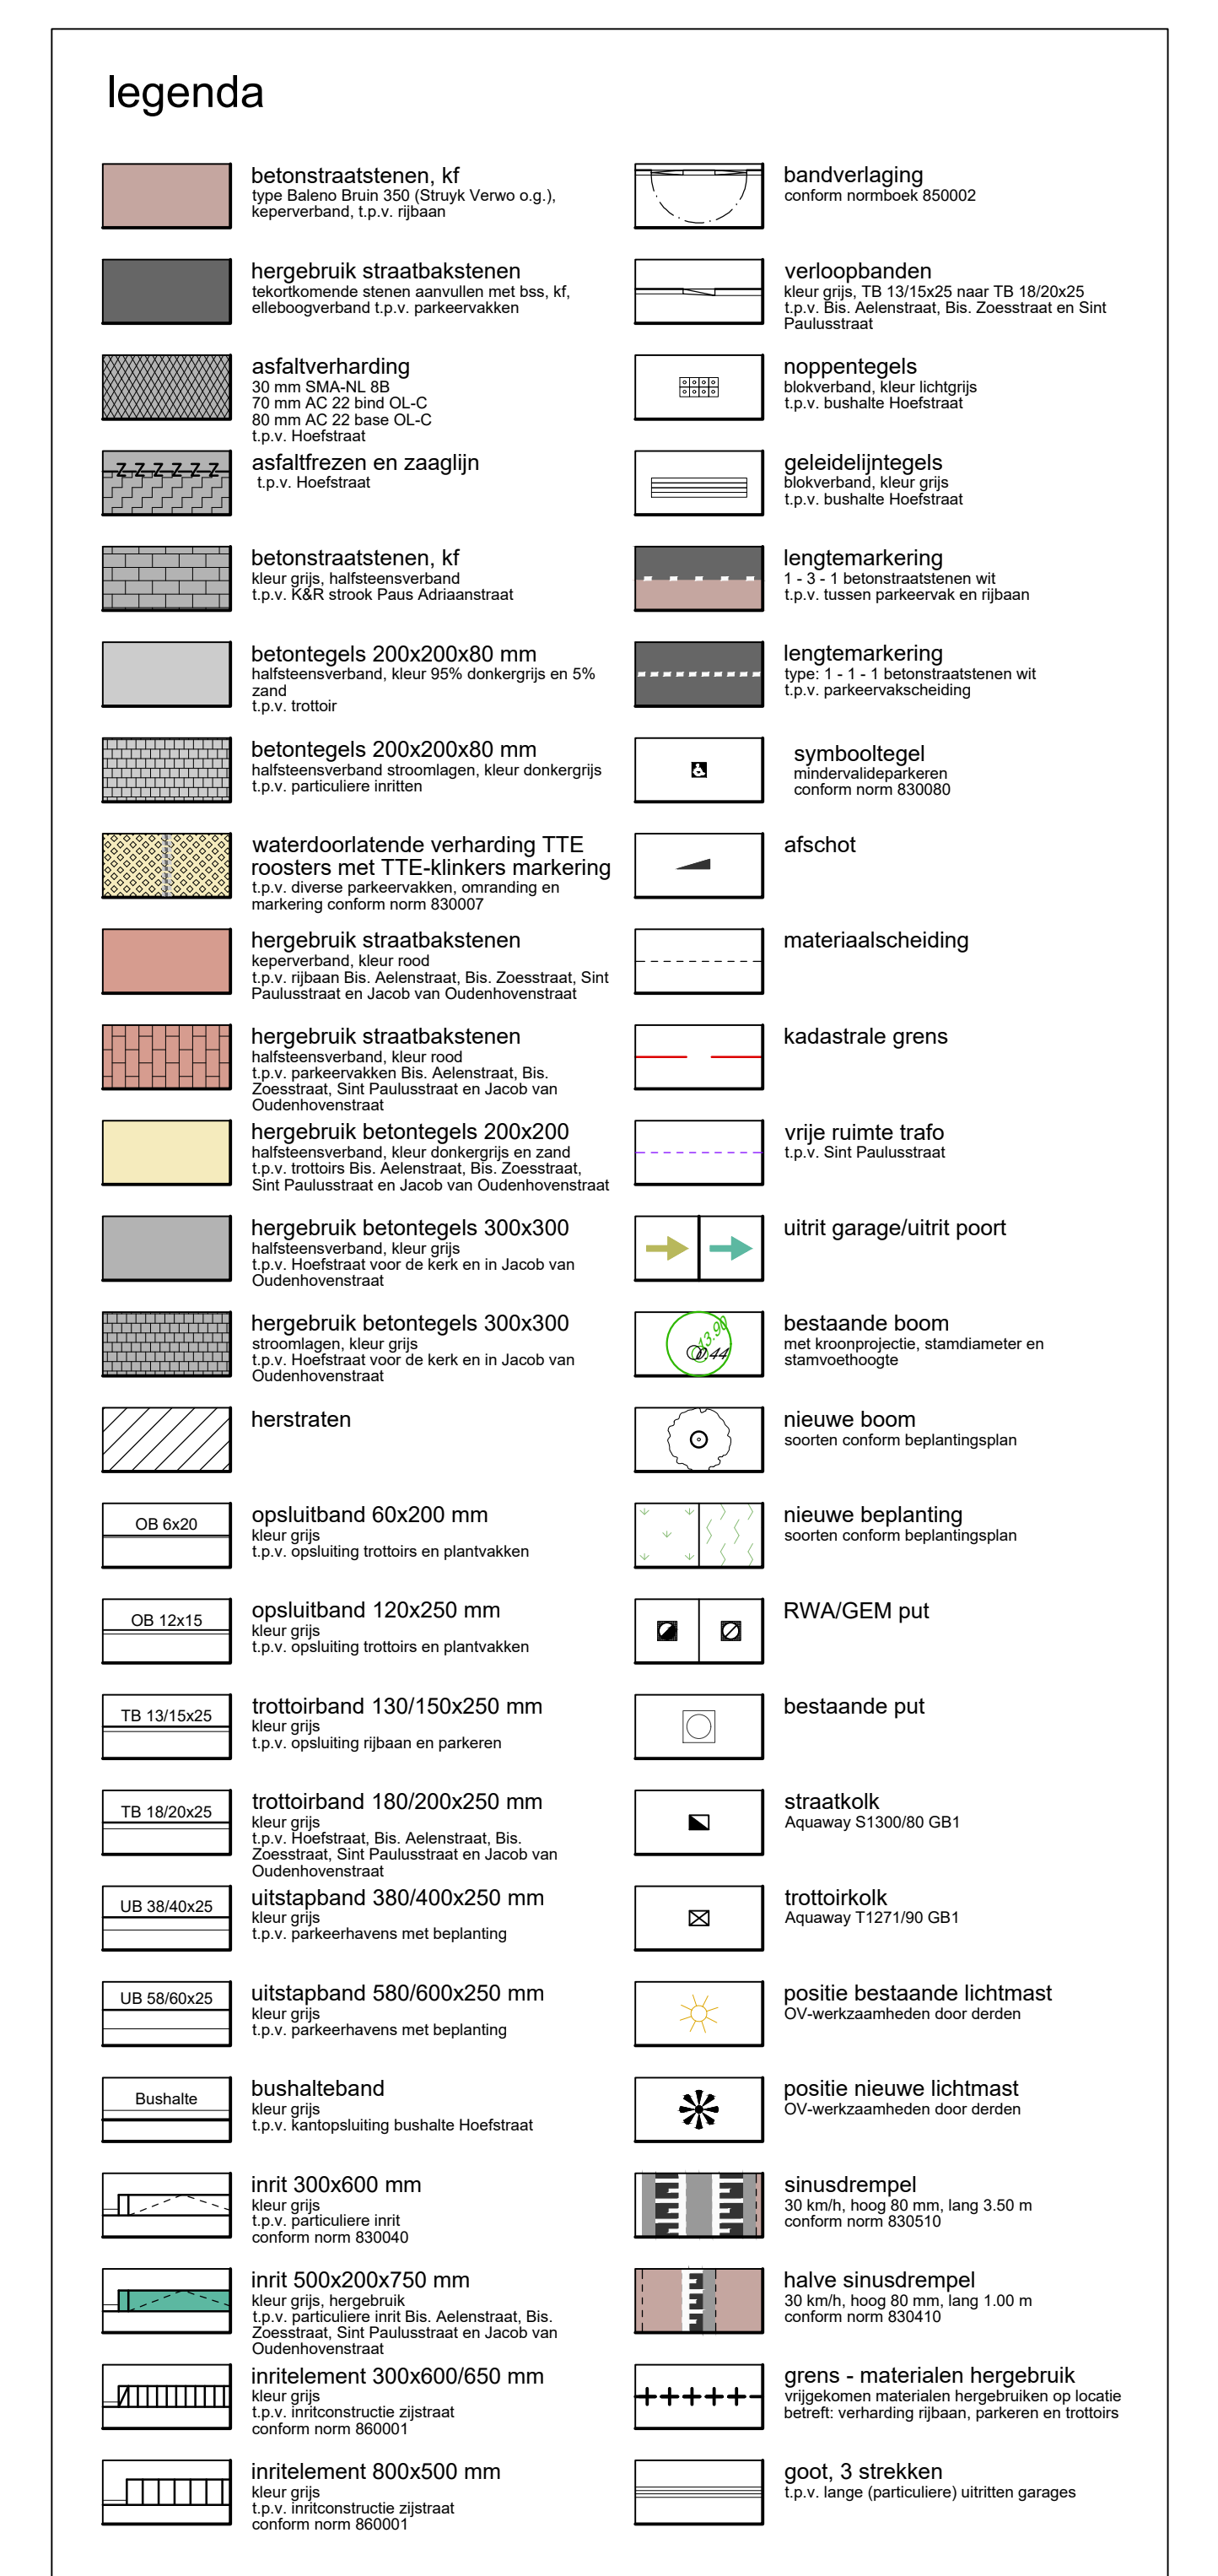 legenda
betonstraatstenen, kf
type Baleno Bruin 350 (Struyk Verwo o.g.),
keperverband, t.p.v. rijbaan
hergebruik straatbakstenen
tekortkomende stenen aanvullen met bss, kf,
elleboogverband t.p.v. parkeervakken
asfaltverharding
30 mm SMA-NL 8B
70 mm AC 22 bind OL-C
80 mm AC 22 base OL-C
t.p.v. Hoefstraat
Z Z Z Z Z Z
asfaltfrezen en zaaglijn
t.p.v. Hoefstraat
betonstraatstenen, kf
kleur grijs, halfsteensverband
t.p.v. K&R strook Paus Adriaanstraat
betontegels 200x200x80 mm
halfsteensverband, kleur 95% donkergrijs en 5%
zand
t.p.v. trottoir
betontegels 200x200x80 mm
halfsteensverband stroomlagen, kleur donkergrijs
t.p.v. particuliere inritten
waterdoorlatende verharding TTE
roosters met TTE-klinkers markering
t.p.v. diverse parkeervakken, omranding en
markering conform norm 830007
hergebruik straatbakstenen
keperverband, kleur rood
t.p.v. rijbaan Bis. Aelenstraat, Bis. Zoesstraat, Sint
Paulusstraat en Jacob van Oudenhovenstraat
hergebruik straatbakstenen
halfsteensverband, kleur rood
t.p.v. parkeervakken Bis. Aelenstraat, Bis.
Zoesstraat, Sint Paulusstraat en Jacob van
Oudenhovenstraat
hergebruik betontegels 200x200
halfsteensverband, kleur donkergrijs en zand
t.p.v. trottoirs Bis. Aelenstraat, Bis. Zoesstraat,
Sint Paulusstraat en Jacob van Oudenhovenstraat
hergebruik betontegels 300x300
halfsteensverband, kleur grijs
t.p.v. Hoefstraat voor de kerk en in Jacob van
Oudenhovenstraat
hergebruik betontegels 300x300
stroomlagen, kleur grijs
t.p.v. Hoefstraat voor de kerk en in Jacob van
Oudenhovenstraat
herstraten
OB 6x20
opsluitband 60x200 mm
kleur grijs
t.p.v. opsluiting trottoirs en plantvakken
OB 12x15
opsluitband 120x250 mm
kleur grijs
t.p.v. opsluiting trottoirs en plantvakken
TB 13/15x25
trottoirband 130/150x250 mm
kleur grijs
t.p.v. opsluiting rijbaan en parkeren
TB 18/20x25
trottoirband 180/200x250 mm
kleur grijs
t.p.v. Hoefstraat, Bis. Aelenstraat, Bis.
Zoesstraat, Sint Paulusstraat en Jacob van
Oudenhovenstraat
UB 38/40x25
uitstapband 380/400x250 mm
kleur grijs
t.p.v. parkeerhavens met beplanting
UB 58/60x25
uitstapband 580/600x250 mm
kleur grijs
t.p.v. parkeerhavens met beplanting
Bushalte
bushalteband
kleur grijs
t.p.v. kantopsluiting bushalte Hoefstraat
inrit 300x600 mm
kleur grijs
t.p.v. particuliere inrit
conform norm 830040
inrit 500x200x750 mm
kleur grijs, hergebruik
t.p.v. particuliere inrit Bis. Aelenstraat, Bis.
Zoesstraat, Sint Paulusstraat en Jacob van
Oudenhovenstraat
inritelement 300x600/650 mm
kleur grijs
t.p.v. inritconstructie zijstraat
conform norm 860001
inritelement 800x500 mm
kleur grijs
t.p.v. inritconstructie zijstraat
conform norm 860001
bandverlaging
conform normboek 850002
verloopbanden
kleur grijs, TB 13/15x25 naar TB 18/20x25
t.p.v. Bis. Aelenstraat, Bis. Zoesstraat en Sint
Paulusstraat
noppentegels
blokverband, kleur lichtgrijs
t.p.v. bushalte Hoefstraat
geleidelijntegels
blokverband, kleur grijs
t.p.v. bushalte Hoefstraat
lengtemarkering
1 - 3 - 1 betonstraatstenen wit
t.p.v. tussen parkeervak en rijbaan
lengtemarkering
type: 1 - 1 - 1 betonstraatstenen wit
t.p.v. parkeervakscheiding
symbooltegel
mindervalideparkeren
conform norm 830080
afschot
materiaalscheiding
kadastrale grens
vrije ruimte trafo
t.p.v. Sint Paulusstraat
uitrit garage/uitrit poort
13.90
0.44
bestaande boom
met kroonprojectie, stamdiameter en
stamvoethoogte
nieuwe boom
soorten conform beplantingsplan
nieuwe beplanting
soorten conform beplantingsplan
RWA/GEM put
bestaande put
straatkolk
Aquaway S1300/80 GB1
trottoirkolk
Aquaway T1271/90 GB1
positie bestaande lichtmast
OV-werkzaamheden door derden
positie nieuwe lichtmast
OV-werkzaamheden door derden
sinusdrempel
30 km/h, hoog 80 mm, lang 3.50 m
conform norm 830510
halve sinusdrempel
30 km/h, hoog 80 mm, lang 1.00 m
conform norm 830410
grens - materialen hergebruik
vrijgekomen materialen hergebruiken op locatie
betreft: verharding rijbaan, parkeren en trottoirs
goot, 3 strekken
t.p.v. lange (particuliere) uitritten garages